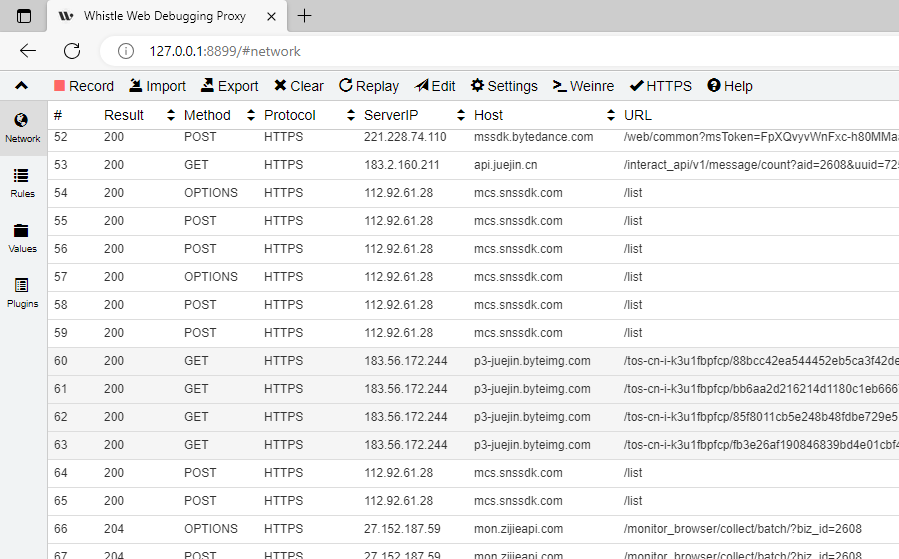 Whistle Web Debugging Proxy
127.0.0.1:8899/#network
Record Import Export Clear Replay Edit Settings Weinre HTTPS Help
Network
Rules
Values
Plugins
# Result Method Protocol ServerIP Host URL
52 200 POST HTTPS 221.228.74.110 mssdk.bytedance.com /web/common?msToken=FpXQvyvWnFxc-h80MMa
53 200 GET HTTPS 183.2.160.211 api.juejin.cn /interact_api/v1/message/count?aid=2608&uuid=725
54 200 OPTIONS HTTPS 112.92.61.28 mcs.snssdk.com /list
55 200 POST HTTPS 112.92.61.28 mcs.snssdk.com /list
56 200 POST HTTPS 112.92.61.28 mcs.snssdk.com /list
57 200 OPTIONS HTTPS 112.92.61.28 mcs.snssdk.com /list
58 200 POST HTTPS 112.92.61.28 mcs.snssdk.com /list
59 200 POST HTTPS 112.92.61.28 mcs.snssdk.com /list
60 200 GET HTTPS 183.56.172.244 p3-juejin.byteimg.com /tos-cn-i-k3u1fbpfcp/88bcc42ea544452eb5ca3f42de
61 200 GET HTTPS 183.56.172.244 p3-juejin.byteimg.com /tos-cn-i-k3u1fbpfcp/bb6aa2d216214d1180c1eb6667
62 200 GET HTTPS 183.56.172.244 p3-juejin.byteimg.com /tos-cn-i-k3u1fbpfcp/85f8011cb5e248b48fdbe729e5
63 200 GET HTTPS 183.56.172.244 p3-juejin.byteimg.com /tos-cn-i-k3u1fbpfcp/fb3e26af190846839bd4e01cbf4
64 200 POST HTTPS 112.92.61.28 mcs.snssdk.com /list
65 200 POST HTTPS 112.92.61.28 mcs.snssdk.com /list
66 204 OPTIONS HTTPS 27.152.187.59 mon.zijieapi.com /monitor_browser/collect/batch/?biz_id=2608
67 204 POST HTTPS 27.152.187.59 mon.zijieapi.com /monitor_browser/collect/batch/?biz_id=2608